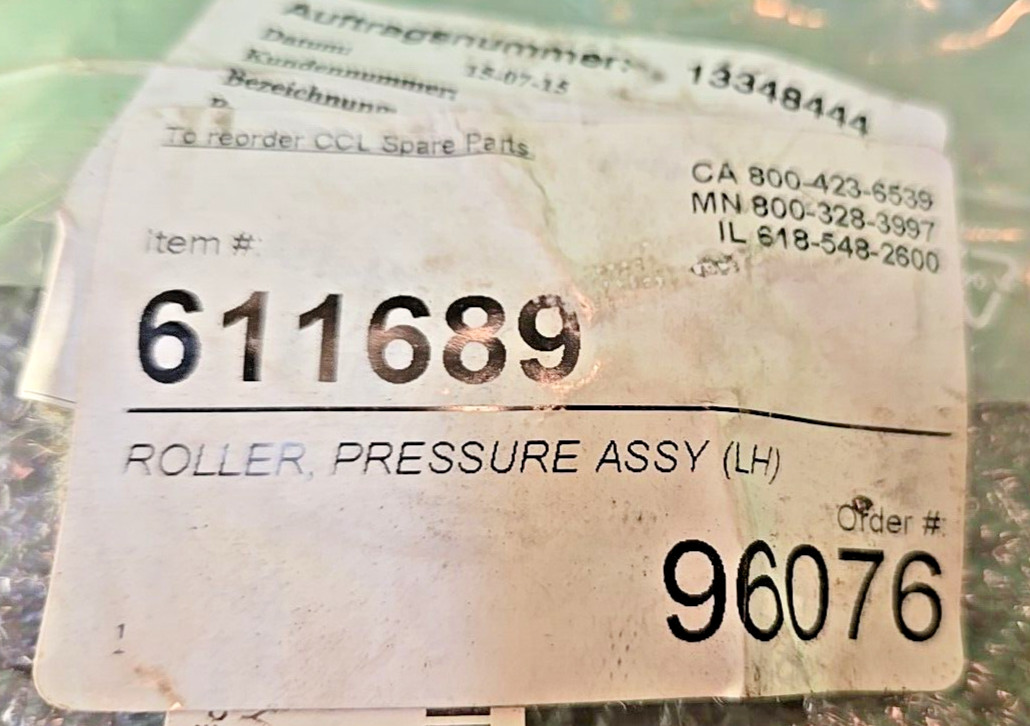 Auftragsnummer: 13348444
Datum: 15-07-15
Kundennummer:
Bezeichnung
To reorder CCL Spare Parts
CA 800-423-6539
MN 800-328-3997
IL 618-548-2600
Item #:
611689
ROLLER, PRESSURE ASSY (LH)
Order #:
96076
1